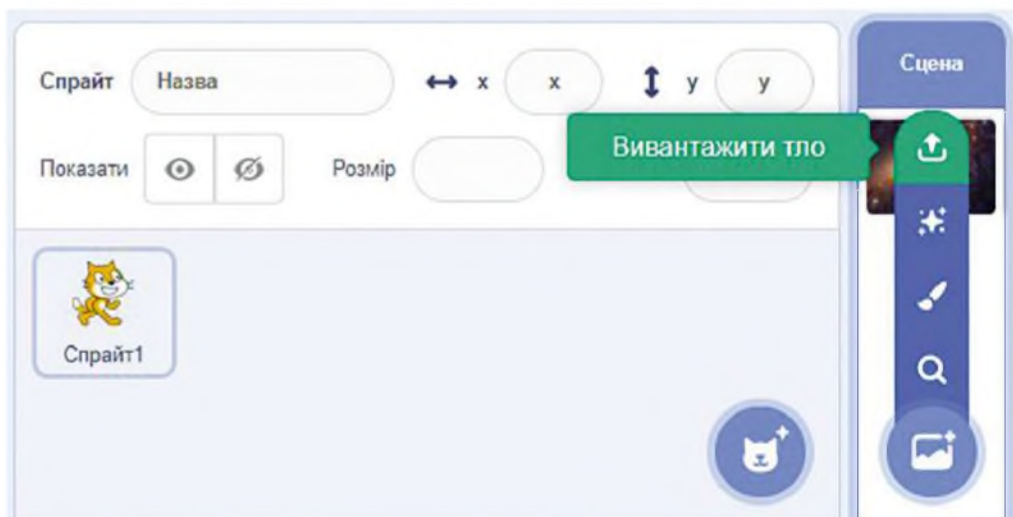 Спрайт Назва x x y y
Сцена
Вивантажити тло
Показати Розмір
Спрайт1